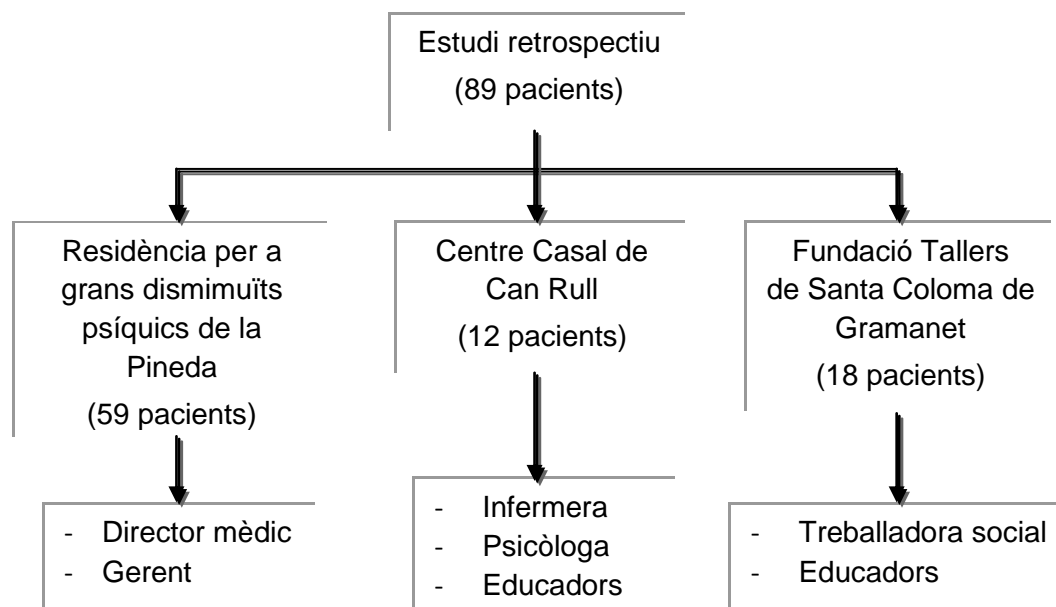 Estudi retrospectiu
(89 pacients)
Residència per a
grans dismimuïts
psíquics de la
Pineda
(59 pacients)
Centre Casal de
Can Rull
(12 pacients)
Fundació Tallers
de Santa Coloma de
Gramanet
(18 pacients)
- Director mèdic
- Gerent
- Infermera
- Psicòloga
- Educadors
- Treballadora social
- Educadors